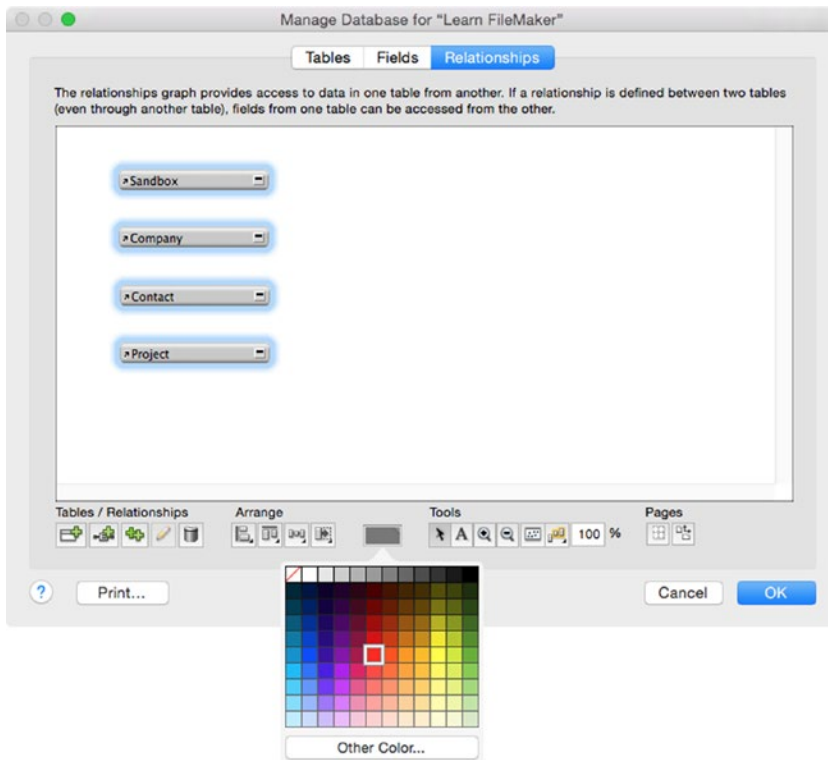 Manage Database for “Learn FileMaker”
Tables Fields Relationships
The relationships graph provides access to data in one table from another. If a relationship is defined between two tables
(even through another table), fields from one table can be accessed from the other.
Sandbox
Company
Contact
Project
Tables / Relationships Arrange Tools Pages
A 100 %
? Print... Cancel OK
Other Color...